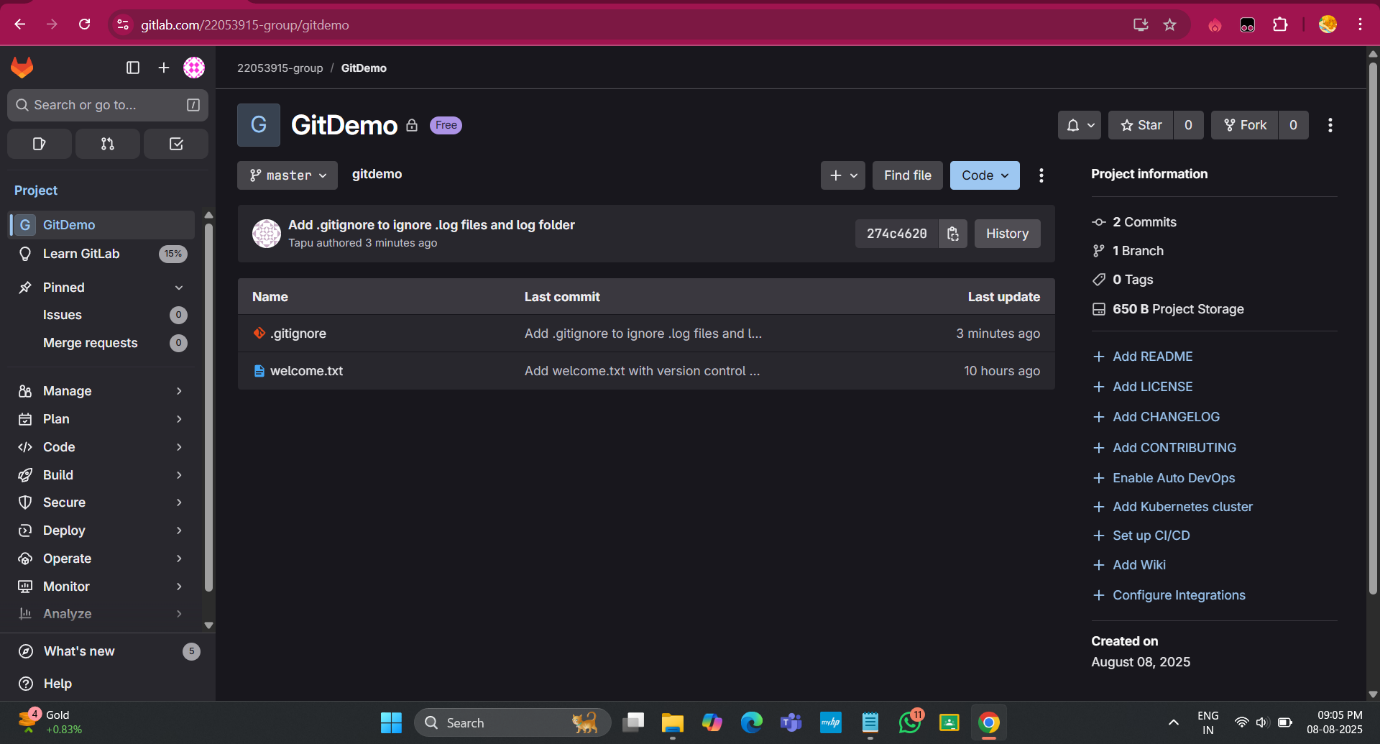 gitlab.com/22053915-group/gitdemo
Search or go to...
/
Project
G GitDemo
Learn GitLab 15%
Pinned
Issues 0
Merge requests 0
Manage
Plan
Code
Build
Secure
Deploy
Operate
Monitor
Analyze
What's new 5
Help
22053915-group / GitDemo
G GitDemo Free
Star 0 Fork 0
master gitdemo Find file Code
Add .gitignore to ignore .log files and log folder
Tapu authored 3 minutes ago
274c4620 History
Name Last commit Last update
.gitignore Add .gitignore to ignore .log files and l... 3 minutes ago
welcome.txt Add welcome.txt with version control ... 10 hours ago
Project information
2 Commits
1 Branch
0 Tags
650 B Project Storage
Add README
Add LICENSE
Add CHANGELOG
Add CONTRIBUTING
Enable Auto DevOps
Add Kubernetes cluster
Set up CI/CD
Add Wiki
Configure Integrations
Created on
August 08, 2025
4 Gold
+0.83%
Search
myhp
11
ENG
IN
09:05 PM
08-08-2025